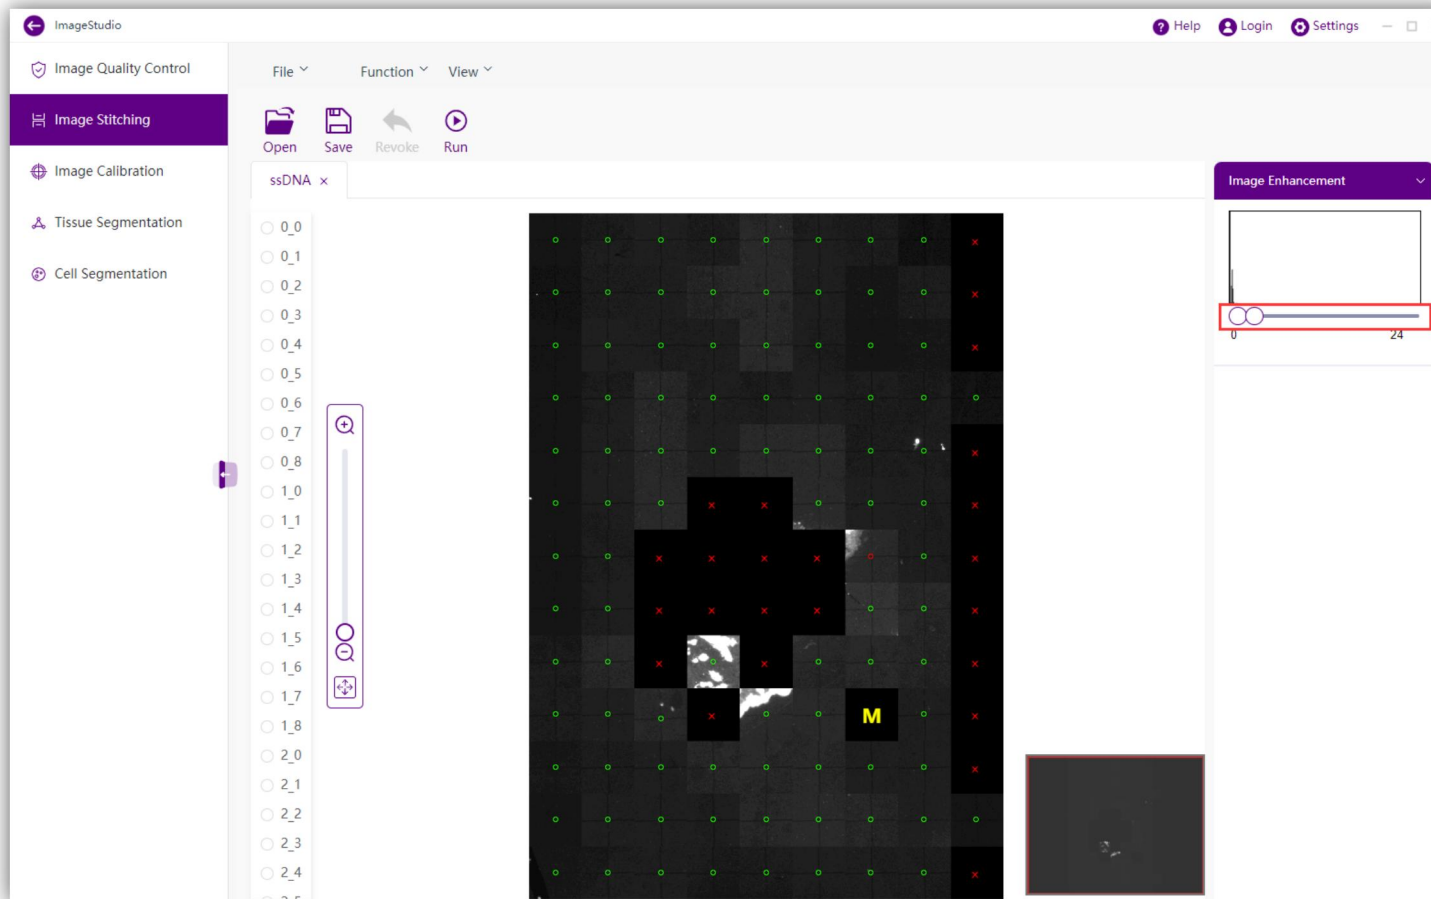 ImageStudio
Help
Login
Settings
Image Quality Control
Image Stitching
Image Calibration
Tissue Segmentation
Cell Segmentation
File
Function
View
Open
Save
Revoke
Run
ssDNA ×
Image Enhancement
0
24
0_0
0_1
0_2
0_3
0_4
0_5
0_6
0_7
0_8
1_0
1_1
1_2
1_3
1_4
1_5
1_6
1_7
1_8
2_0
2_1
2_2
2_3
2_4
M